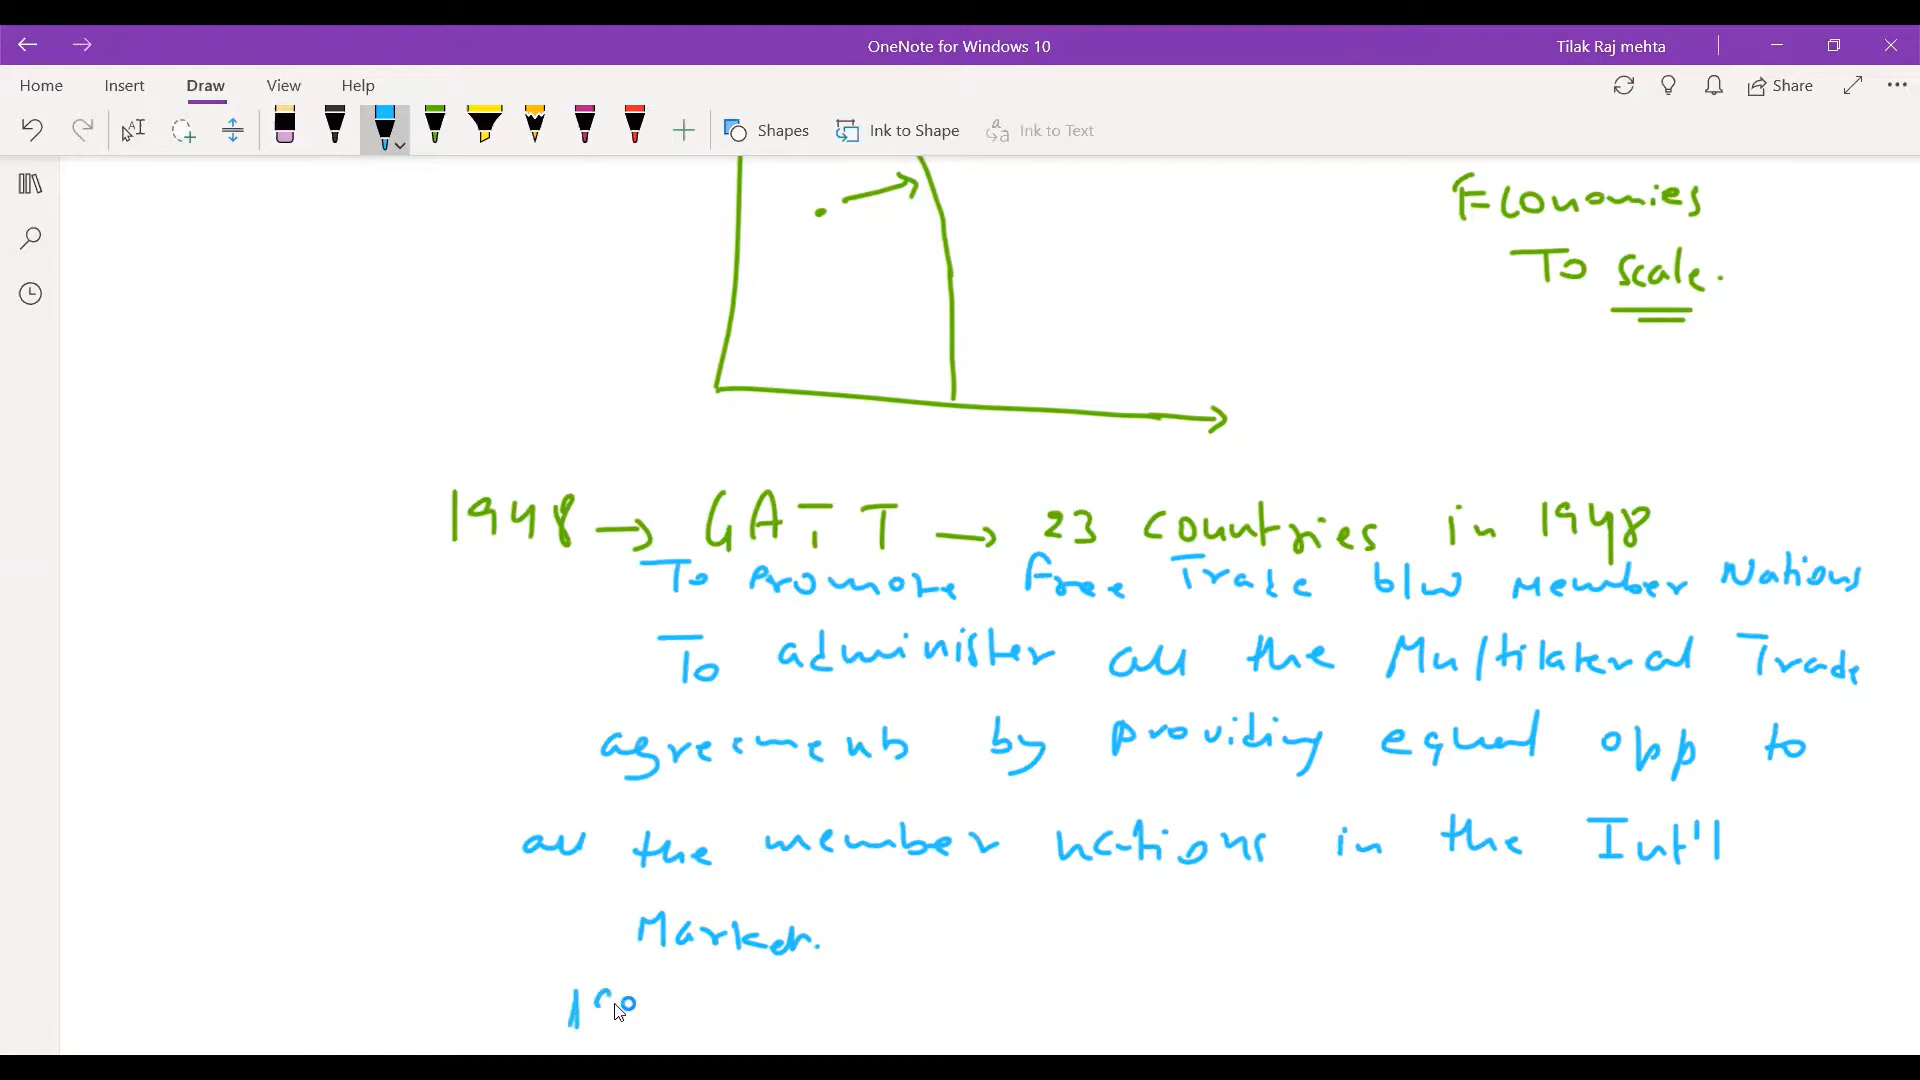 OneNote for Windows 10
Tilak Raj mehta
Home Insert Draw View Help
Share
Shapes Ink to Shape Ink to Text
Economies
To scale.
1948 → GATT → 23 countries in 1948
To Promote Free Trade b/w member Nations
To administer all the Multilateral Trade
agreements by providing equal opp to
all the member nations in the Int'l
Market.